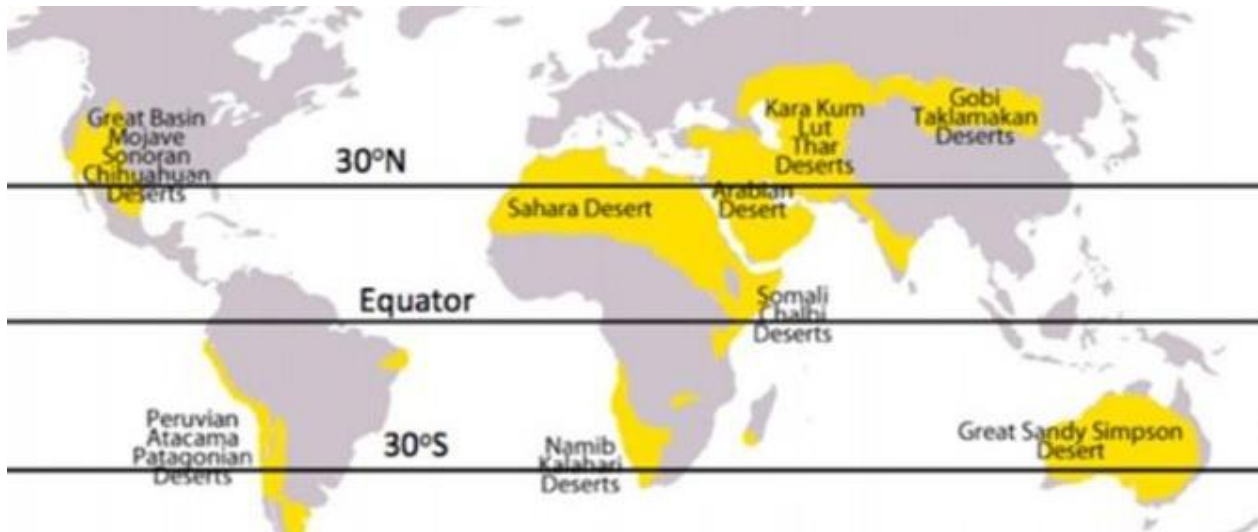 Great Basin
Mojave
Sonoran
Chihuahuan
Deserts
30°N
Sahara Desert
Arabian
Desert
Kara Kum
Lut
Thar
Deserts
Gobi
Taklamakan
Deserts
Equator
Somali
Chalbi
Deserts
Peruvian
Atacama
Patagonian
Deserts
30°S
Namib
Kalahari
Deserts
Great Sandy Simpson
Desert